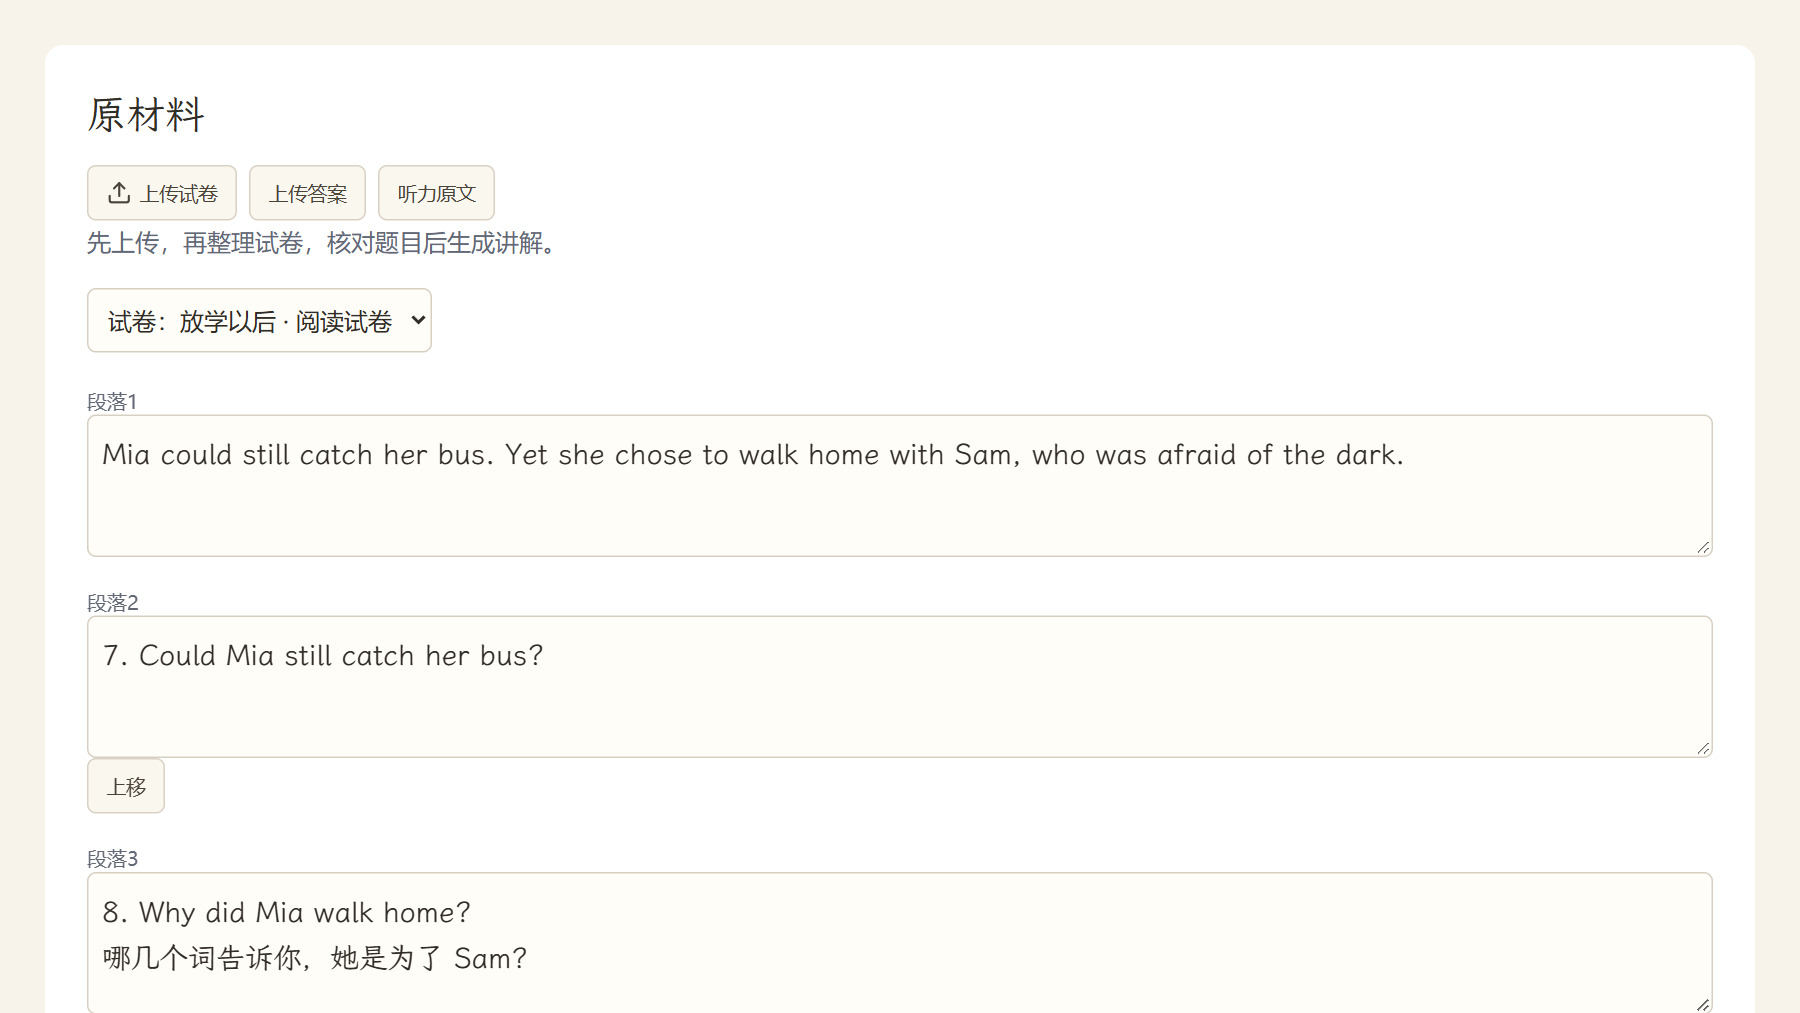 原材料
上传试卷 上传答案 听力原文
先上传，再整理试卷，核对题目后生成讲解。
试卷：放学以后 · 阅读试卷
段落1
Mia could still catch her bus. Yet she chose to walk home with Sam, who was afraid of the dark.
段落2
7. Could Mia still catch her bus?
上移
段落3
8. Why did Mia walk home?
哪几个词告诉你，她是为了 Sam?